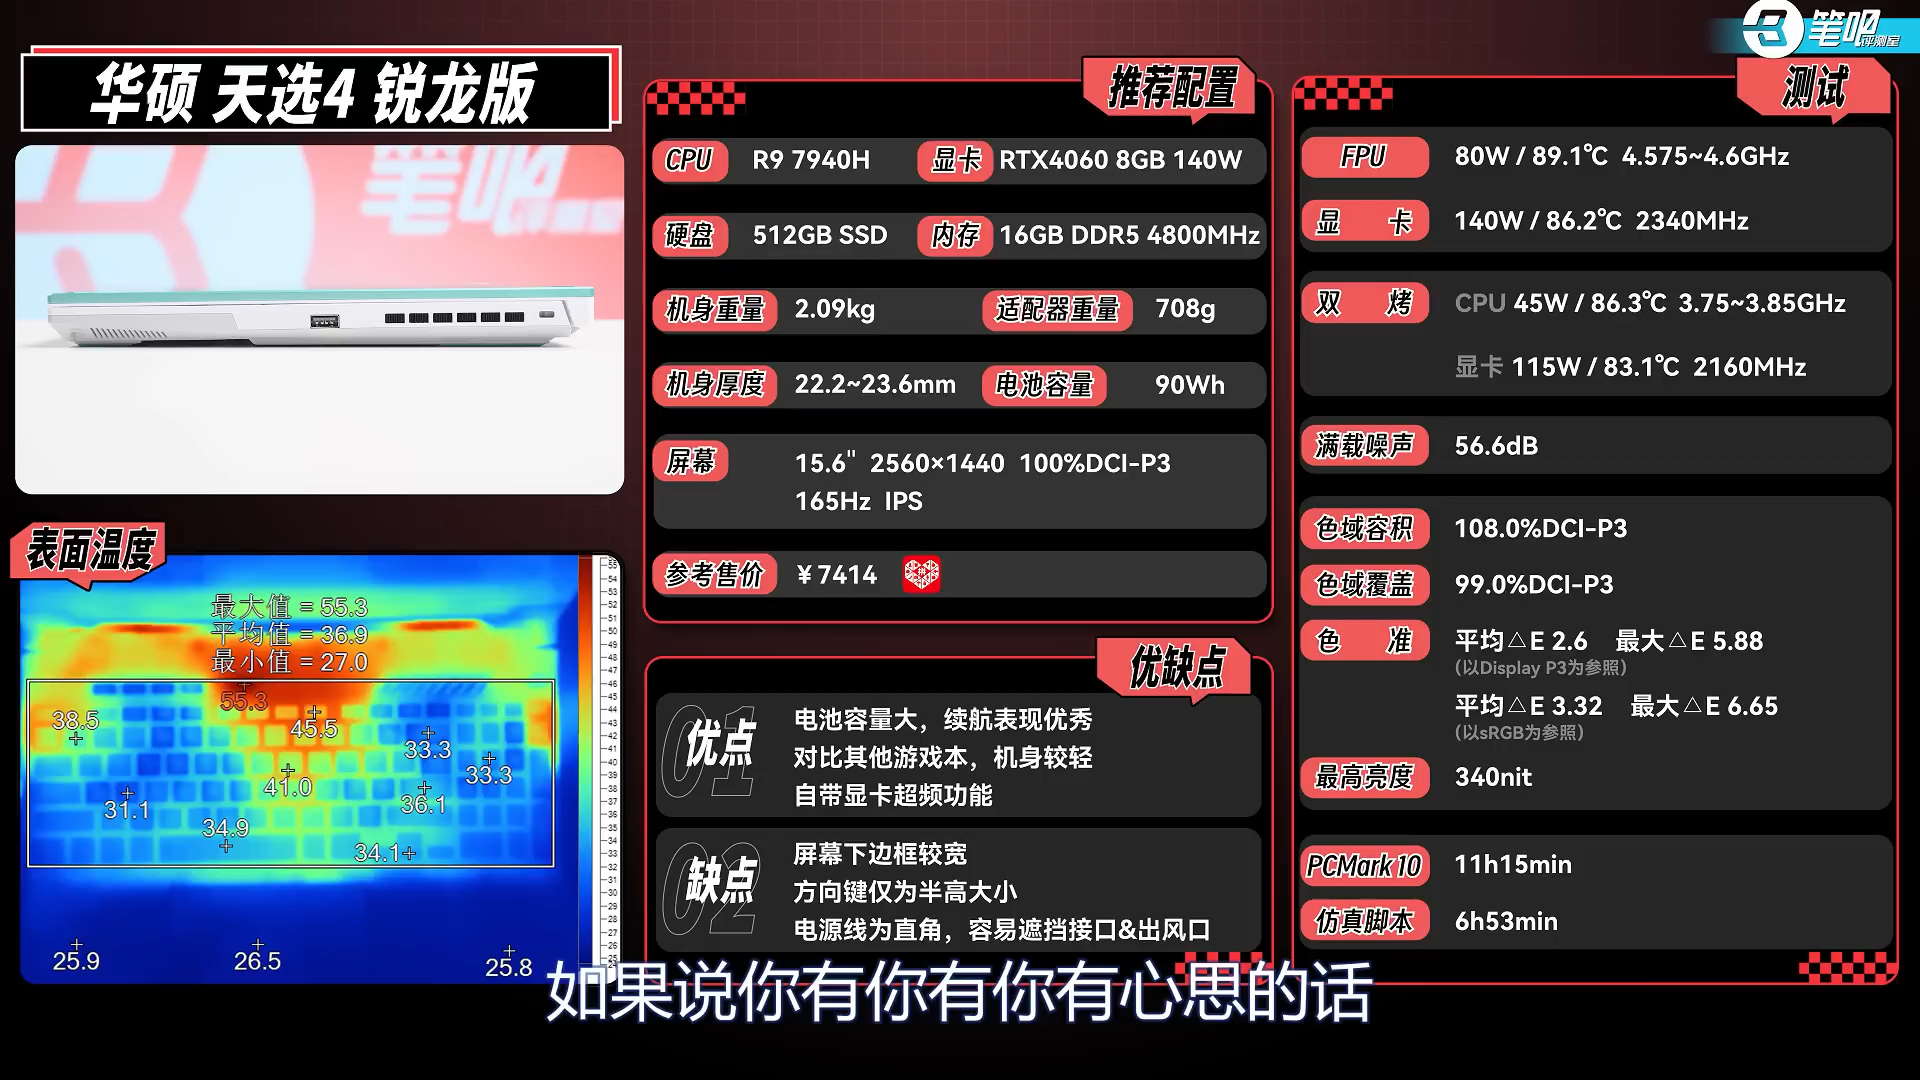 笔吧评测室
华硕 天选4 锐龙版
笔吧
表面温度
最大值 = 55.3
平均值 = 36.9
最小值 = 27.0
55.3
38.5
45.5
33.3
33.3
41.0
36.1
31.1
34.9
34.1
25.9
26.5
25.8
推荐配置
CPU R9 7940H 显卡 RTX4060 8GB 140W
硬盘 512GB SSD 内存 16GB DDR5 4800MHz
机身重量 2.09kg 适配器重量 708g
机身厚度 22.2~23.6mm 电池容量 90Wh
屏幕 15.6" 2560×1440 100%DCI-P3
165Hz IPS
参考售价 ¥7414
优缺点
01 优点
电池容量大，续航表现优秀
对比其他游戏本，机身较轻
自带显卡超频功能
02 缺点
屏幕下边框较宽
方向键仅为半高大小
电源线为直角，容易遮挡接口&出风口
测试
FPU 80W / 89.1℃ 4.575~4.6GHz
显卡 140W / 86.2℃ 2340MHz
双烤 CPU 45W / 86.3℃ 3.75~3.85GHz
显卡 115W / 83.1℃ 2160MHz
满载噪声 56.6dB
色域容积 108.0%DCI-P3
色域覆盖 99.0%DCI-P3
色准 平均△E 2.6 最大△E 5.88
(以Display P3为参照)
平均△E 3.32 最大△E 6.65
(以sRGB为参照)
最高亮度 340nit
PCMark 10 11h15min
仿真脚本 6h53min
如果说你有你有你有心思的话